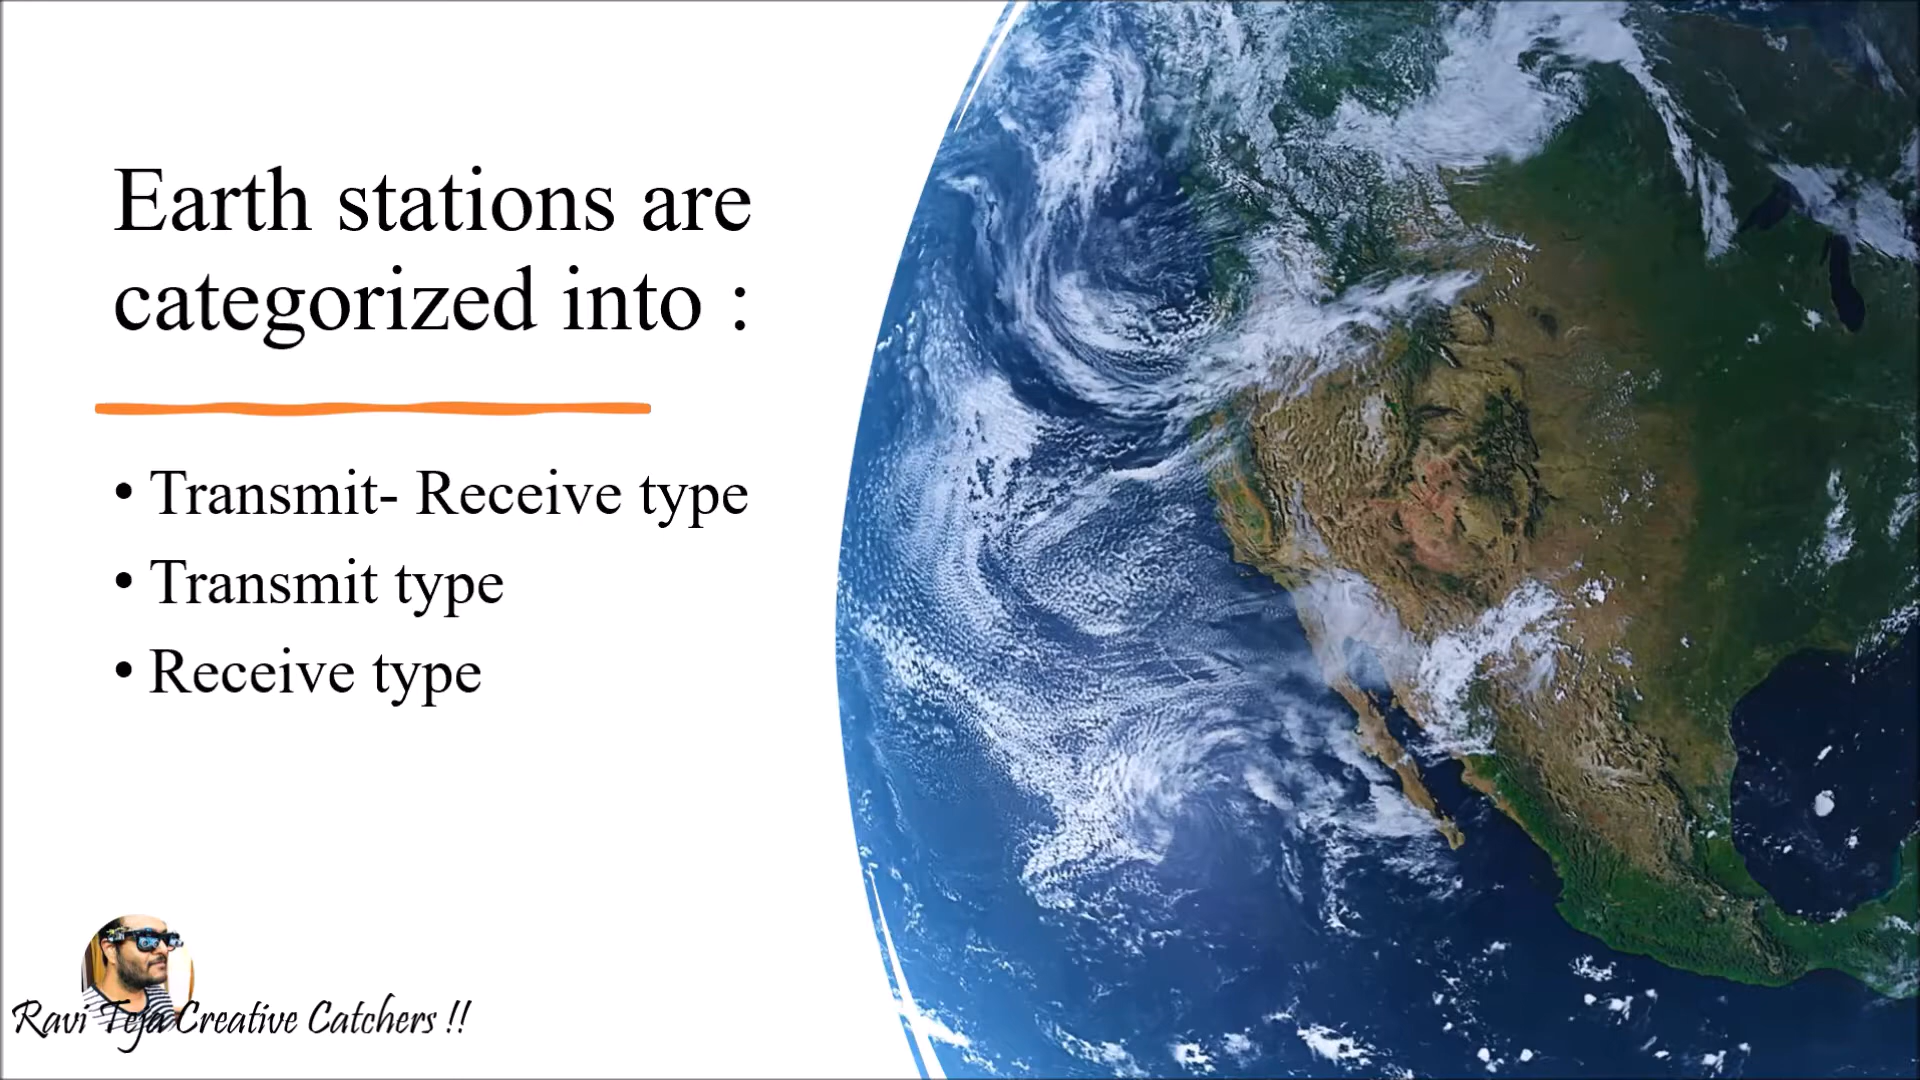 Earth stations are
categorized into :
• Transmit- Receive type
• Transmit type
• Receive type
Ravi Teja Creative Catchers !!